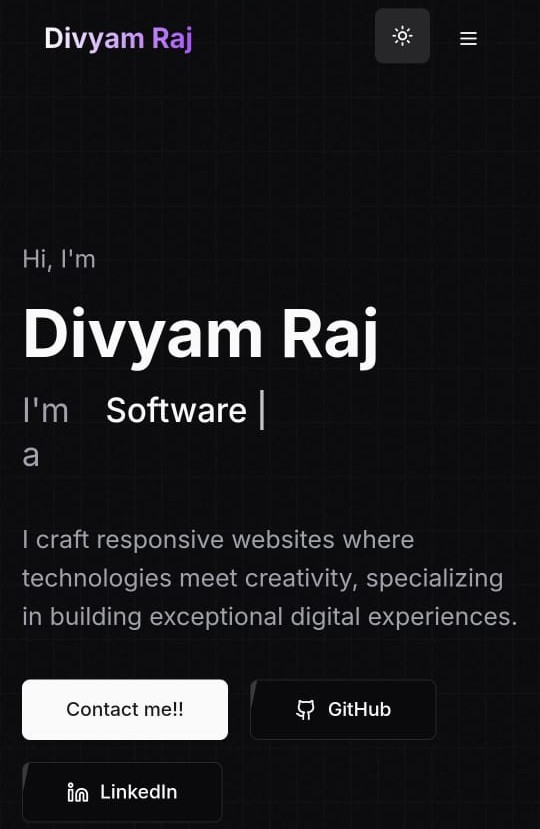 Divyam Raj
Hi, I'm
Divyam Raj
I'm Software |
a
I craft responsive websites where
technologies meet creativity, specializing
in building exceptional digital experiences.
Contact me!!
GitHub
LinkedIn